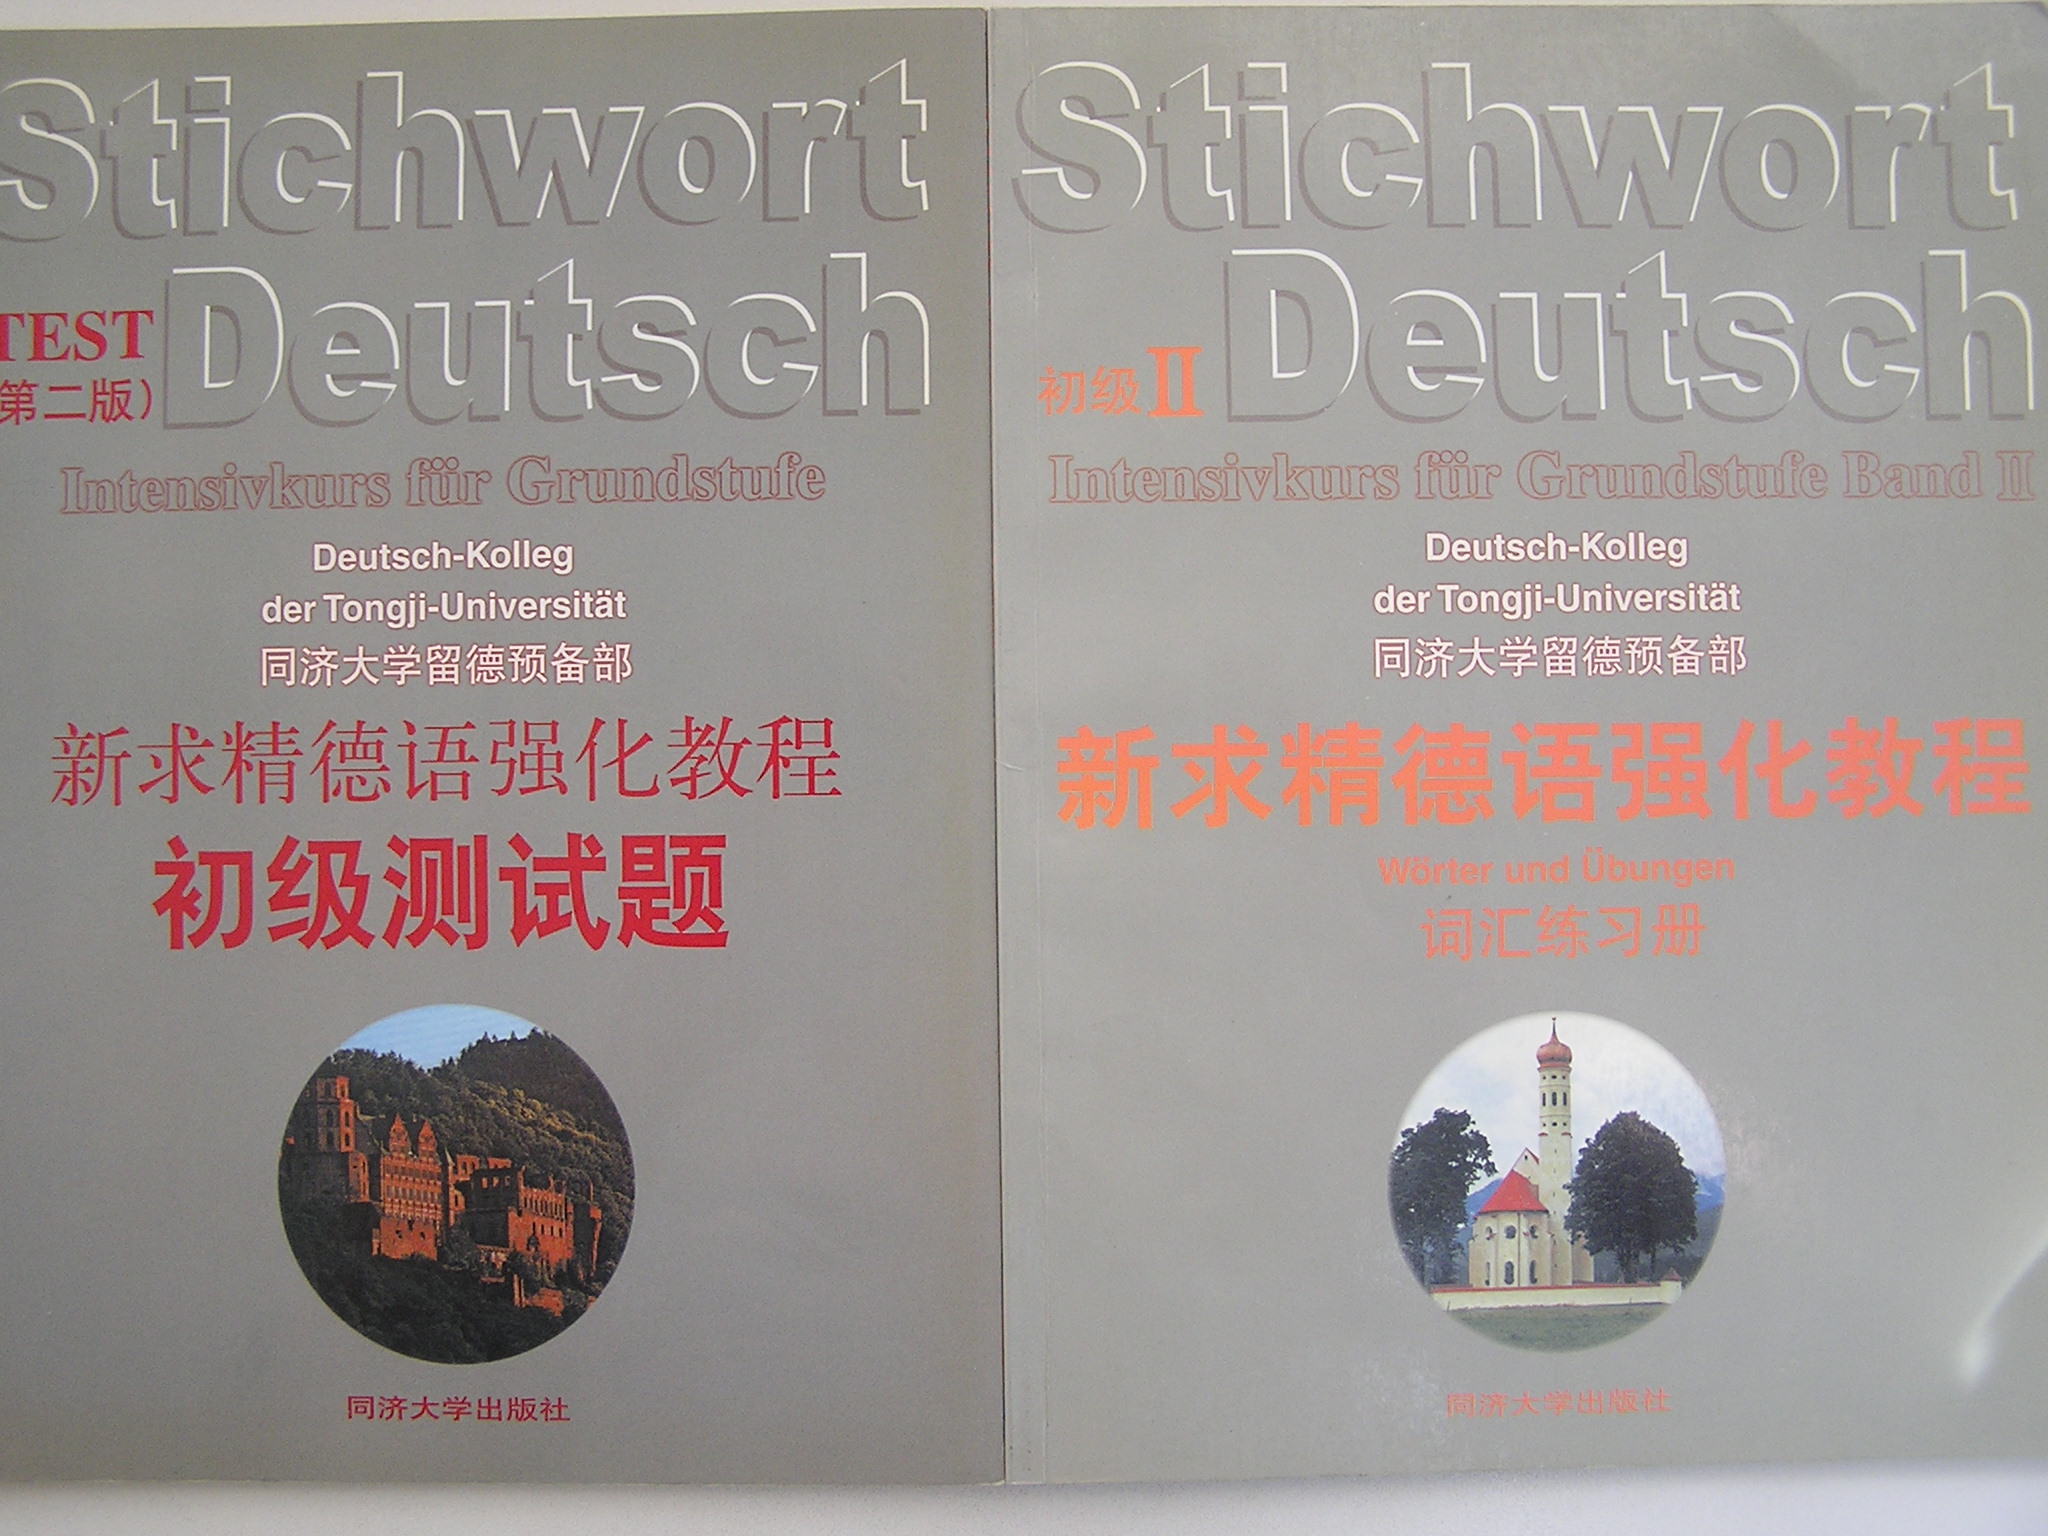 Stichwort
Deutsch
TEST
(第二版)
Intensivkurs für Grundstufe
Deutsch-Kolleg
der Tongji-Universität
同济大学留德预备部
新求精德语强化教程
初级测试题
同济大学出版社
Stichwort
Deutsch
初级 II
Intensivkurs für Grundstufe Band II
Deutsch-Kolleg
der Tongji-Universität
同济大学留德预备部
新求精德语强化教程
Wörter und Übungen
词汇练习册
同济大学出版社